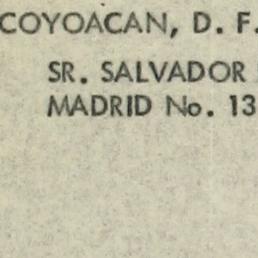 COYOACAN, D. F.
SR. SALVADOR
MADRID No. 13